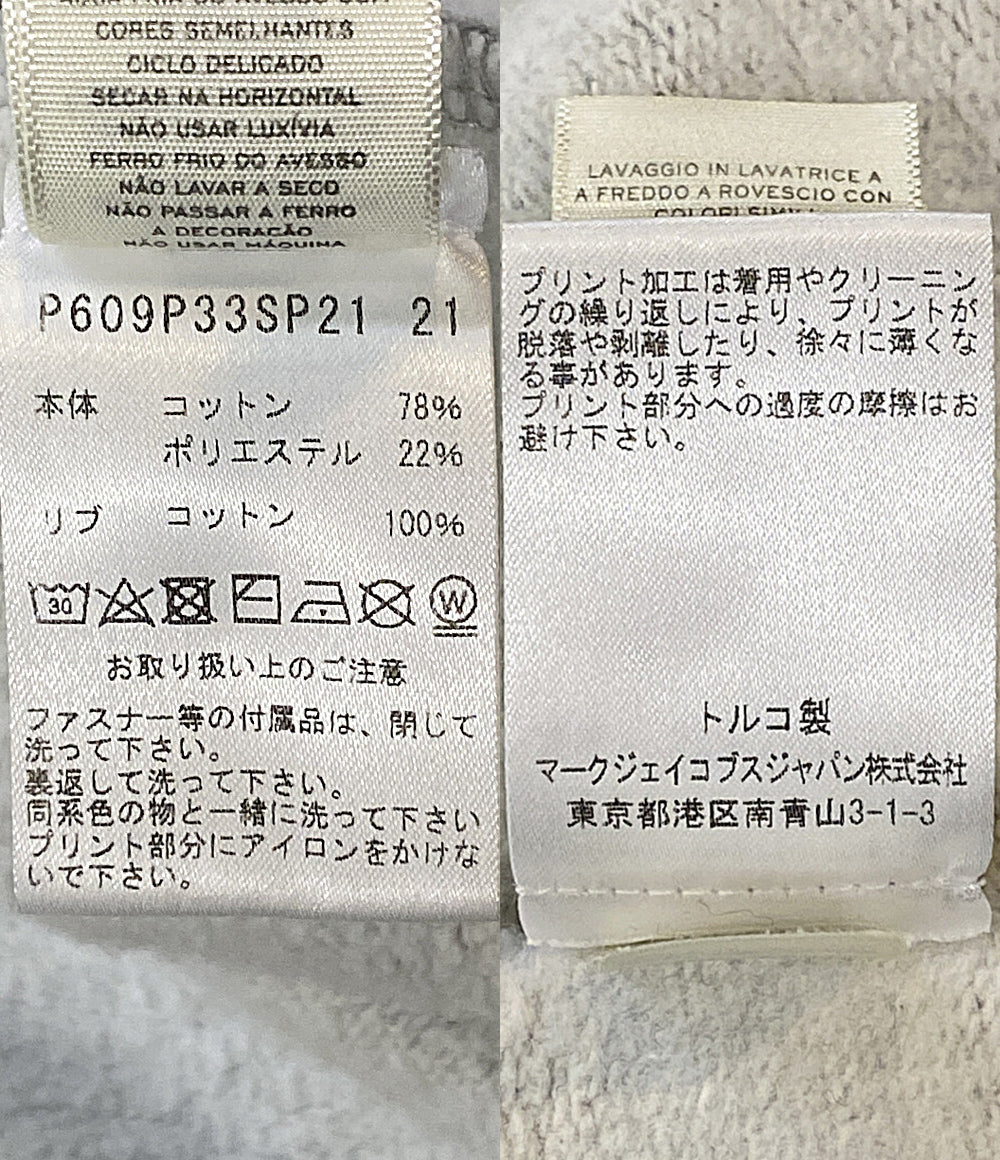 CORES SEMELHANTES
CICLO DELICADO
SECAR NA HORIZONTAL
NÃO USAR LUXÍVIA
FERRO FRIO DO AVESSO
NÃO LAVAR A SECO
NÃO PASSAR A FERRO
A DECORAÇÃO
NÃO USAR MÁQUINA
P609P33SP21 21
本体 コットン 78%
ポリエステル 22%
リブ コットン 100%
30
W
お取り扱い上のご注意
ファスナー等の付属品は、閉じて
洗って下さい。
裏返して洗って下さい。
同系色の物と一緒に洗って下さい
プリント部分にアイロンをかけな
いで下さい。
LAVAGGIO IN LAVATRICE A
A FREDDO A ROVESCIO CON
COLORI SIMILI
プリント加工は着用やクリーニン
グの繰り返しにより、プリントが
脱落や剥離したり、徐々に薄くな
る事があります。
プリント部分への過度の摩擦はお
避け下さい。
トルコ製
マークジェイコブスジャパン株式会社
東京都港区南青山3-1-3